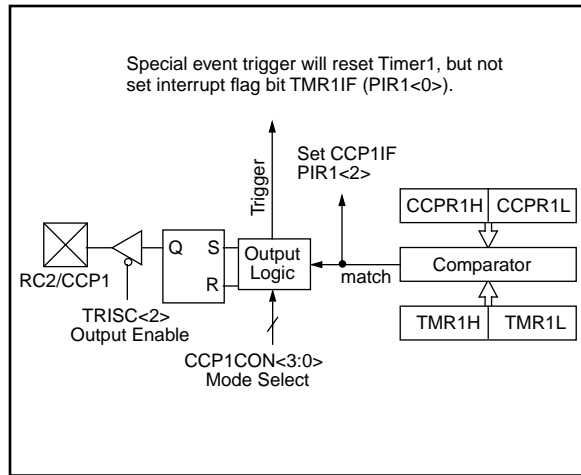 Special event trigger will reset Timer1, but not
set interrupt flag bit TMR1IF (PIR1<0>).
Trigger
Set CCP1IF
PIR1<2>
CCPR1H CCPR1L
Q S
R
Output
Logic
match
Comparator
RC2/CCP1
TRISC<2>
Output Enable
TMR1H TMR1L
CCP1CON<3:0>
Mode Select